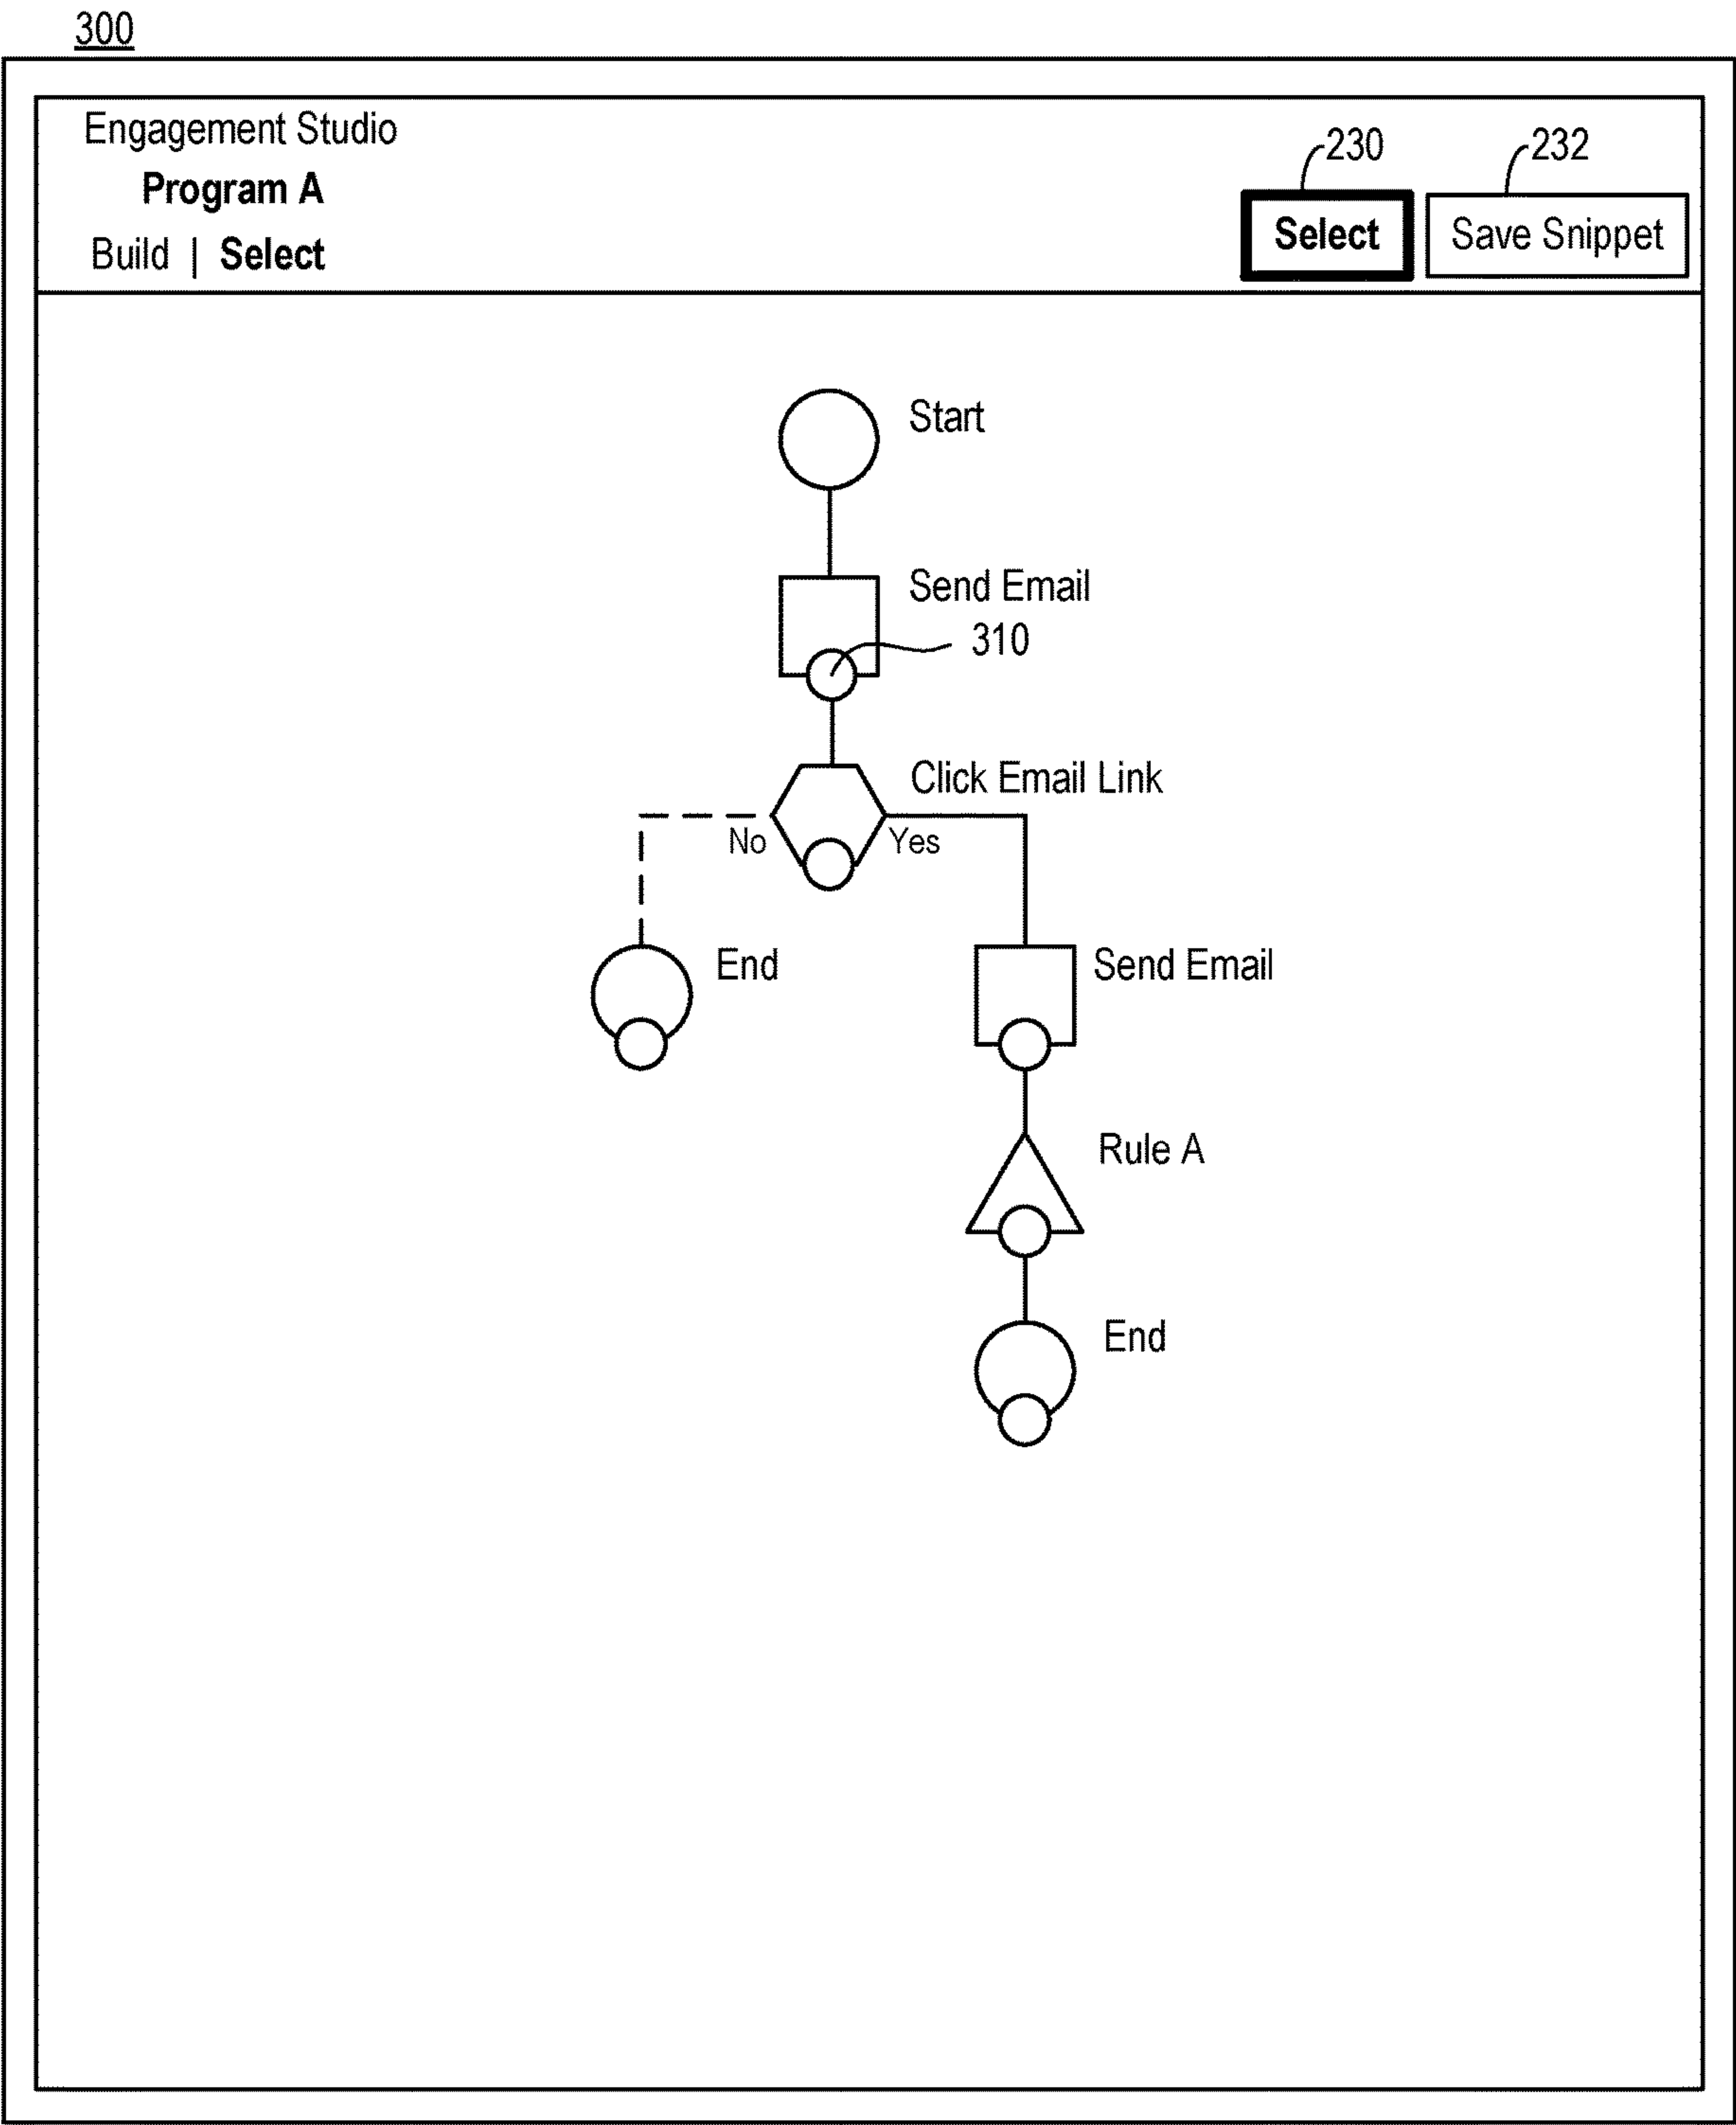 300
Engagement Studio
Program A
Build | Select
230
232
Select
Save Snippet
Start
Send Email
310
Click Email Link
No
Yes
End
Send Email
Rule A
End